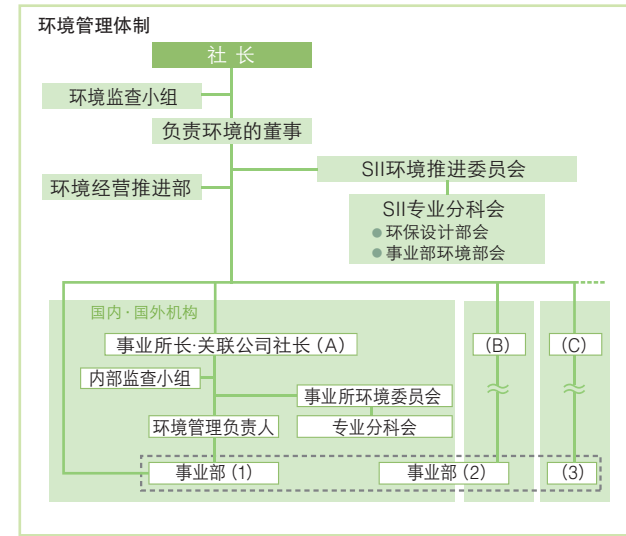 环境管理体制
社 长
环境监查小组
负责环境的董事
SII环境推进委员会
环境经营推进部
SII专业分科会
●环保设计部会
●事业部环境部会
国内·国外机构
事业所长·关联公司社长（A）
（B）
（C）
内部监查小组
事业所环境委员会
环境管理负责人
专业分科会
事业部（1）
事业部（2）
（3）